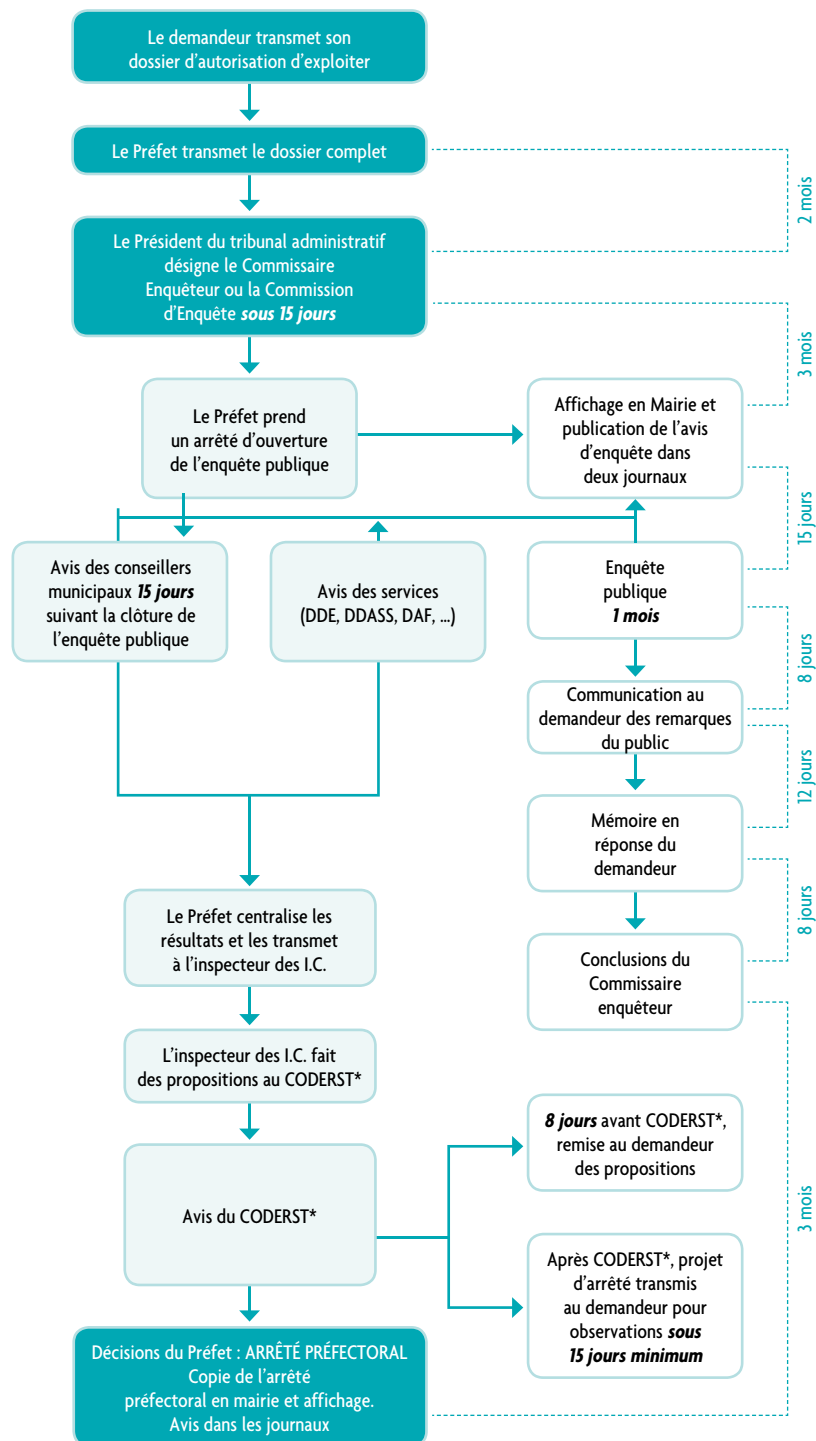 Le demandeur transmet son
dossier d'autorisation d'exploiter
Le Préfet transmet le dossier complet
2 mois
Le Président du tribunal administratif
désigne le Commissaire
Enquêteur ou la Commission
d'Enquête sous 15 jours
3 mois
Le Préfet prend
un arrêté d'ouverture
de l'enquête publique
Affichage en Mairie et
publication de l'avis
d'enquête dans
deux journaux
15 jours
Avis des conseillers
municipaux 15 jours
suivant la clôture de
l'enquête publique
Avis des services
(DDE, DDASS, DAF, ...)
Enquête
publique
1 mois
8 jours
Communication au
demandeur des remarques
du public
12 jours
Mémoire en
réponse du
demandeur
8 jours
Le Préfet centralise les
résultats et les transmet
à l'inspecteur des I.C.
Conclusions du
Commissaire
enquêteur
L'inspecteur des I.C. fait
des propositions au CODERST*
8 jours avant CODERST*,
remise au demandeur
des propositions
Avis du CODERST*
3 mois
Après CODERST*, projet
d'arrêté transmis
au demandeur pour
observations sous
15 jours minimum
Décisions du Préfet : ARRÊTÉ PRÉFECTORAL
Copie de l'arrêté
préfectoral en mairie et affichage.
Avis dans les journaux